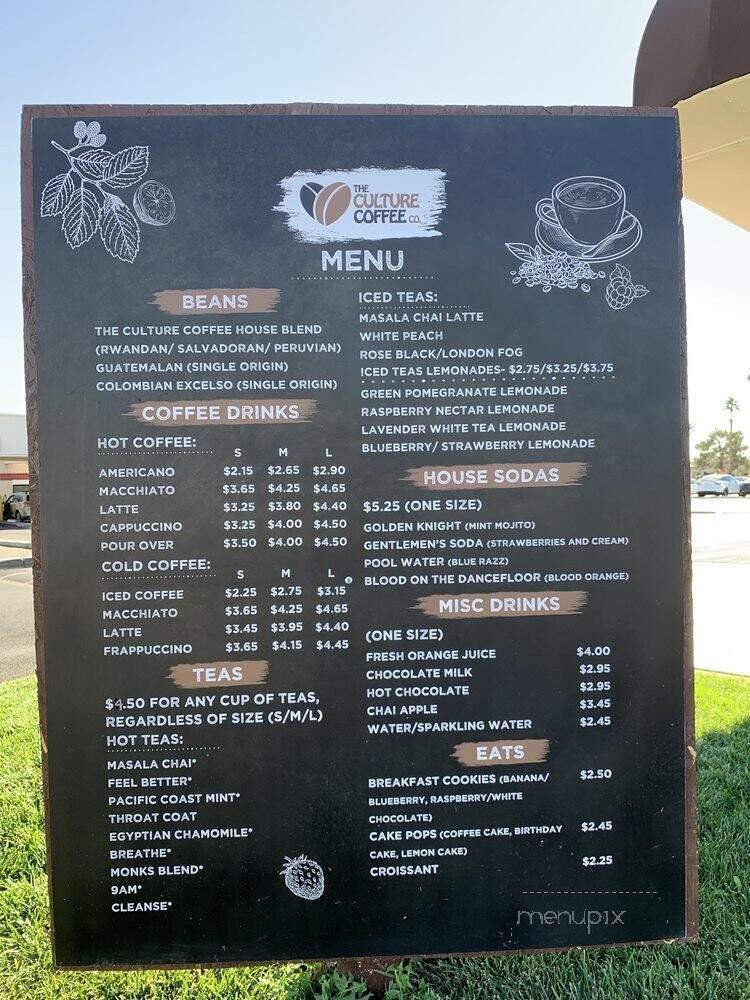 THE
CULTURE
COFFEE CO.
MENU
BEANS
THE CULTURE COFFEE HOUSE BLEND
(RWANDAN/ SALVADORAN/ PERUVIAN)
GUATEMALAN (SINGLE ORIGIN)
COLOMBIAN EXCELSO (SINGLE ORIGIN)
COFFEE DRINKS
HOT COFFEE:
S M L
AMERICANO $2.15 $2.65 $2.90
MACCHIATO $3.65 $4.25 $4.65
LATTE $3.25 $3.80 $4.40
CAPPUCCINO $3.25 $4.00 $4.50
POUR OVER $3.50 $4.00 $4.50
COLD COFFEE:
S M L
ICED COFFEE $2.25 $2.75 $3.15
MACCHIATO $3.65 $4.25 $4.65
LATTE $3.45 $3.95 $4.40
FRAPPUCCINO $3.65 $4.15 $4.45
TEAS
$4.50 FOR ANY CUP OF TEAS,
REGARDLESS OF SIZE (S/M/L)
HOT TEAS:
MASALA CHAI*
FEEL BETTER*
PACIFIC COAST MINT*
THROAT COAT
EGYPTIAN CHAMOMILE*
BREATHE*
MONKS BLEND*
9AM*
CLEANSE*
ICED TEAS:
MASALA CHAI LATTE
WHITE PEACH
ROSE BLACK/LONDON FOG
ICED TEAS LEMONADES- $2.75/$3.25/$3.75
GREEN POMEGRANATE LEMONADE
RASPBERRY NECTAR LEMONADE
LAVENDER WHITE TEA LEMONADE
BLUEBERRY/ STRAWBERRY LEMONADE
HOUSE SODAS
$5.25 (ONE SIZE)
GOLDEN KNIGHT (MINT MOJITO)
GENTLEMEN'S SODA (STRAWBERRIES AND CREAM)
POOL WATER (BLUE RAZZ)
BLOOD ON THE DANCEFLOOR (BLOOD ORANGE)
MISC DRINKS
(ONE SIZE)
FRESH ORANGE JUICE $4.00
CHOCOLATE MILK $2.95
HOT CHOCOLATE $2.95
CHAI APPLE $3.45
WATER/SPARKLING WATER $2.45
EATS
BREAKFAST COOKIES (BANANA/ $2.50
BLUEBERRY, RASPBERRY/WHITE
CHOCOLATE)
CAKE POPS (COFFEE CAKE, BIRTHDAY $2.45
CAKE, LEMON CAKE)
CROISSANT $2.25
menupix